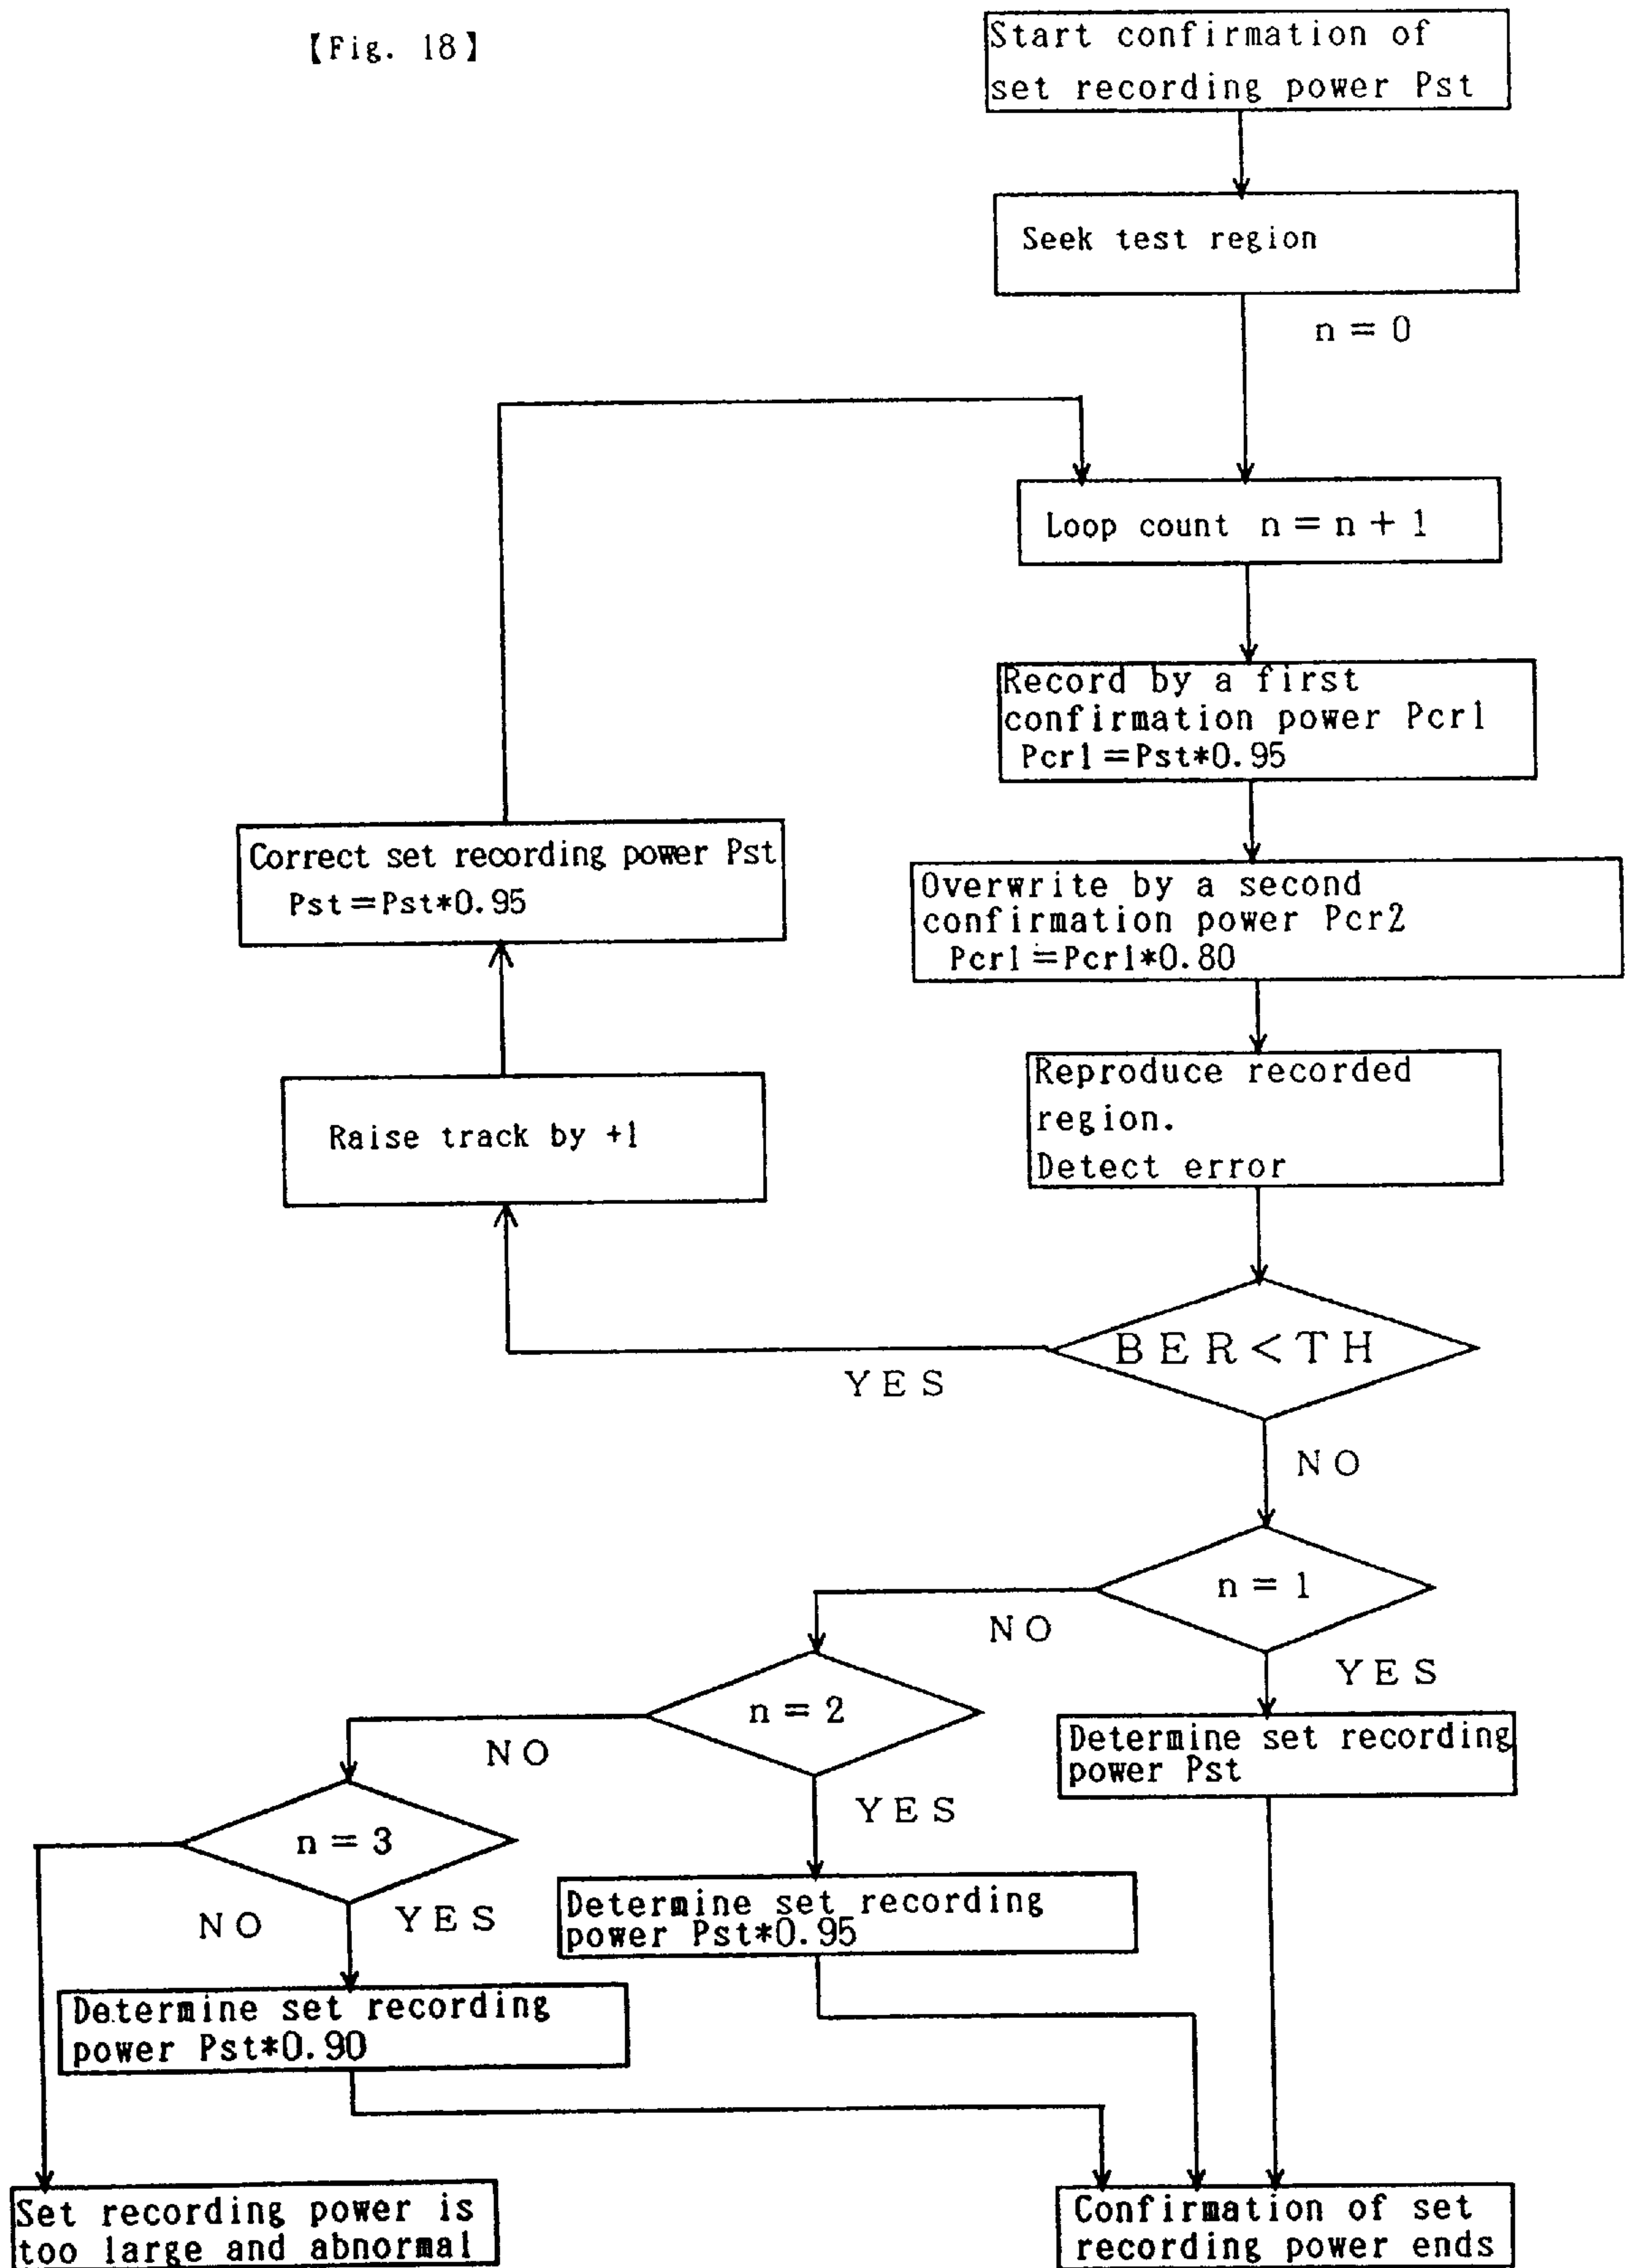 【Fig. 18】
Start confirmation of
set recording power Pst
Seek test region
n = 0
Loop count n = n + 1
Record by a first
confirmation power Pcr1
Pcr1=Pst*0.95
Correct set recording power Pst
Pst=Pst*0.95
Overwrite by a second
confirmation power Pcr2
Pcr1=Pcr1*0.80
Reproduce recorded
region.
Detect error
Raise track by +1
BER<TH
YES
NO
n = 1
NO
YES
n = 2
NO
YES
Determine set recording
power Pst
n = 3
NO
YES
Determine set recording
power Pst*0.95
Determine set recording
power Pst*0.90
Set recording power is
too large and abnormal
Confirmation of set
recording power ends